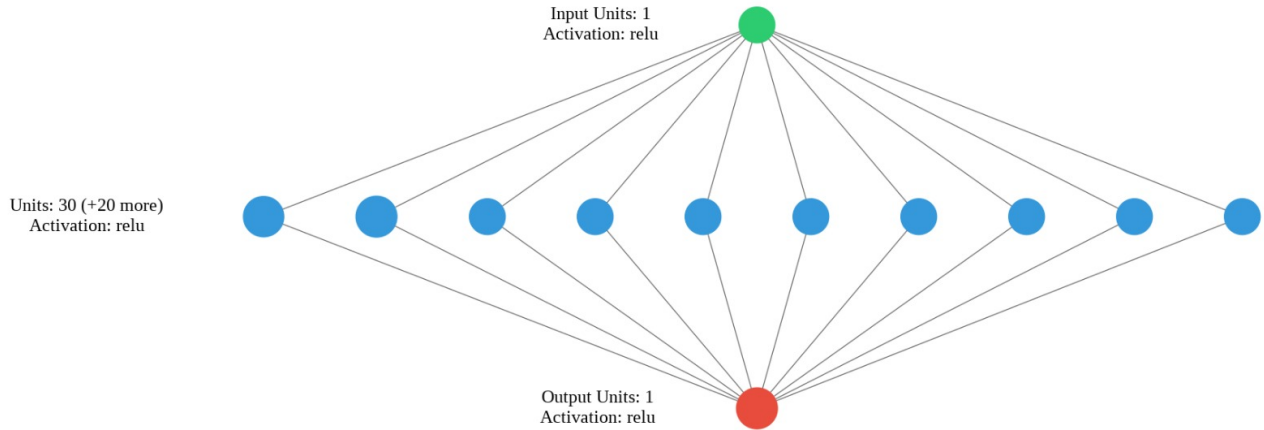 Input Units: 1
Activation: relu
Units: 30 (+20 more)
Activation: relu
Output Units: 1
Activation: relu